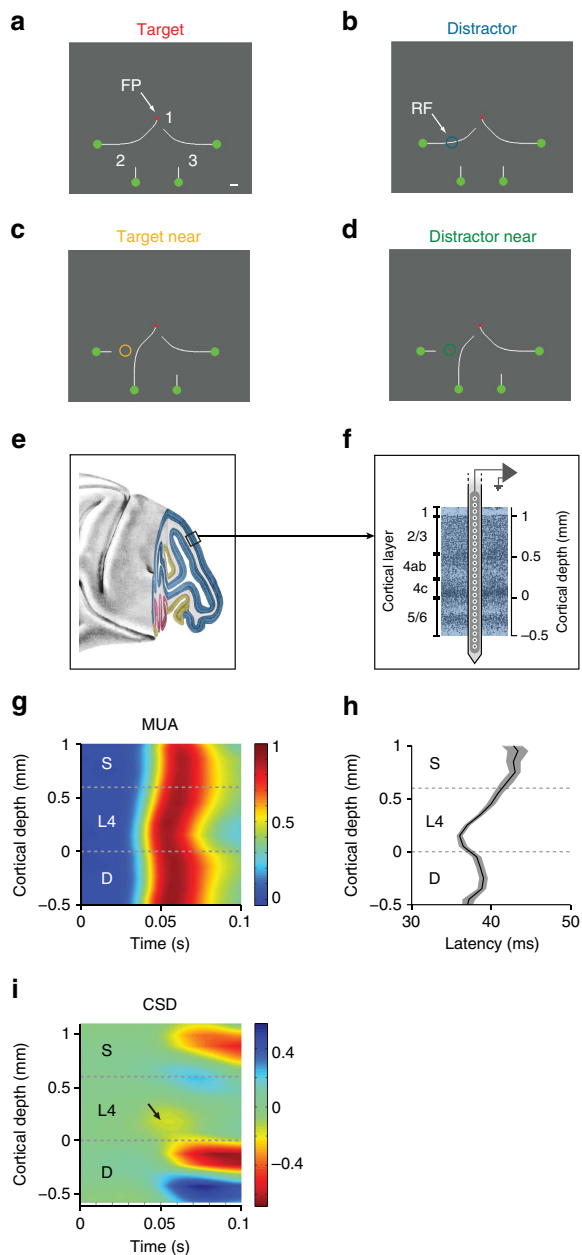 a
Target
FP
1
2
3
b
Distractor
RF
c
Target near
d
Distractor near
e
f
Cortical layer
1
2/3
4ab
4c
5/6
1
0.5
0
−0.5
Cortical depth (mm)
g
MUA
Cortical depth (mm)
1
0.5
0
−0.5
S
L4
D
0
0.05
0.1
Time (s)
1
0.5
0
h
Cortical depth (mm)
1
0.5
0
−0.5
S
L4
D
30
40
50
Latency (ms)
i
CSD
Cortical depth (mm)
1
0.5
0
−0.5
S
L4
D
0
0.05
0.1
Time (s)
0.4
0
−0.4